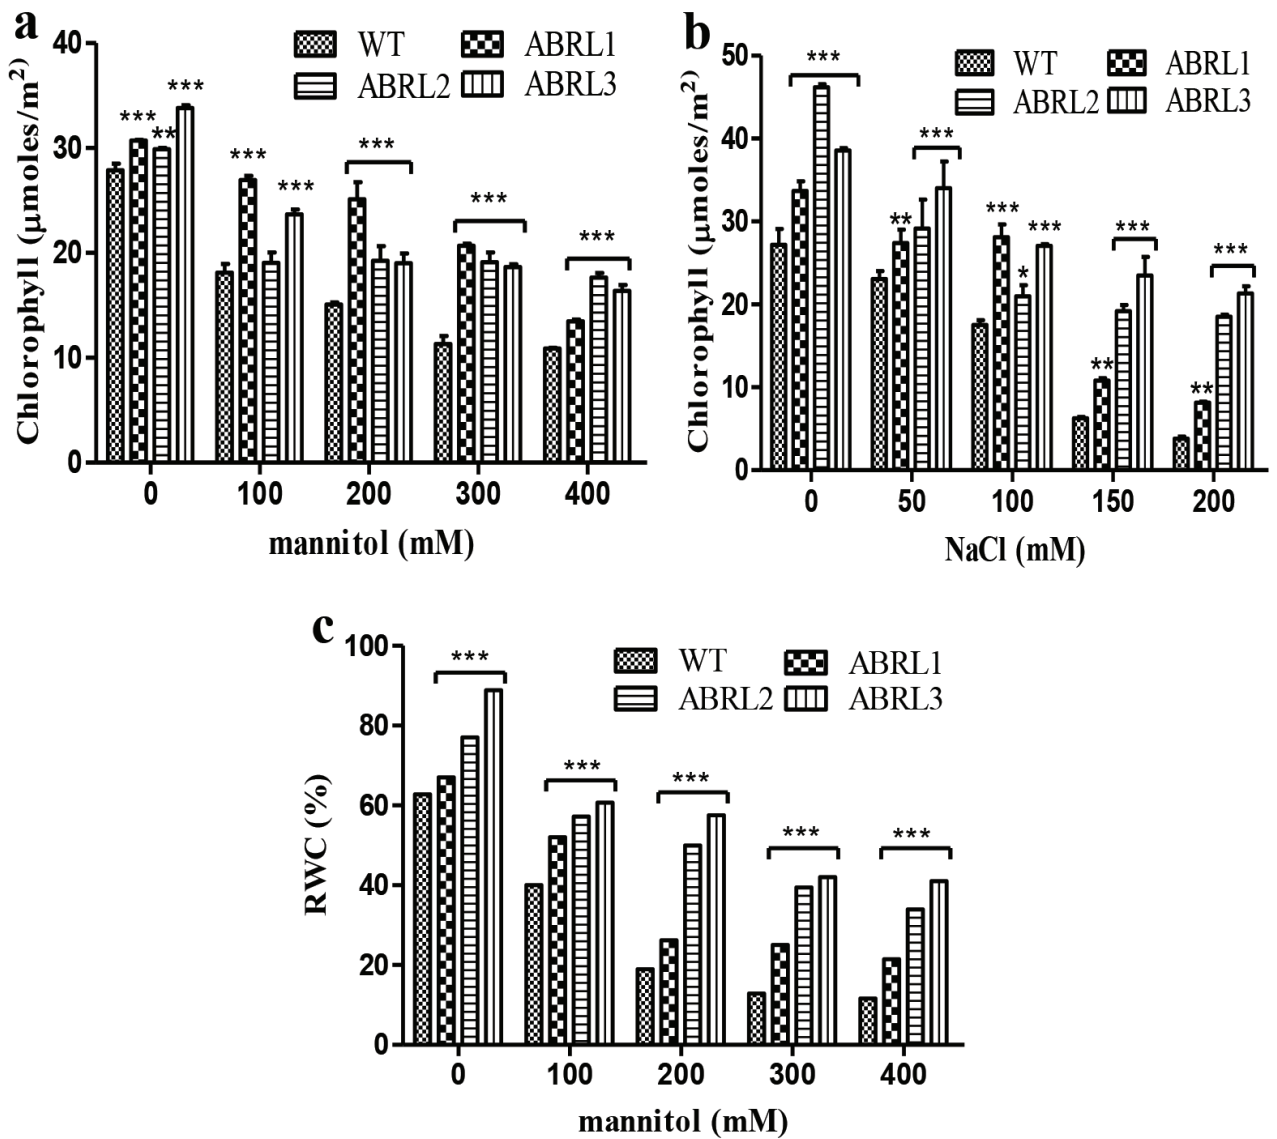 a
40
30
20
10
0
Chlorophyll (μmoles/m²)
WT
ABRL1
ABRL2
ABRL3
***
**
***
***
***
***
***
***
0 100 200 300 400
mannitol (mM)
b
50
40
30
20
10
0
Chlorophyll (μmoles/m²)
WT
ABRL1
ABRL2
ABRL3
***
**
***
***
*
***
**
***
**
***
0 50 100 150 200
NaCl (mM)
c
100
80
60
40
20
0
RWC (%)
WT
ABRL1
ABRL2
ABRL3
***
***
***
***
***
0 100 200 300 400
mannitol (mM)